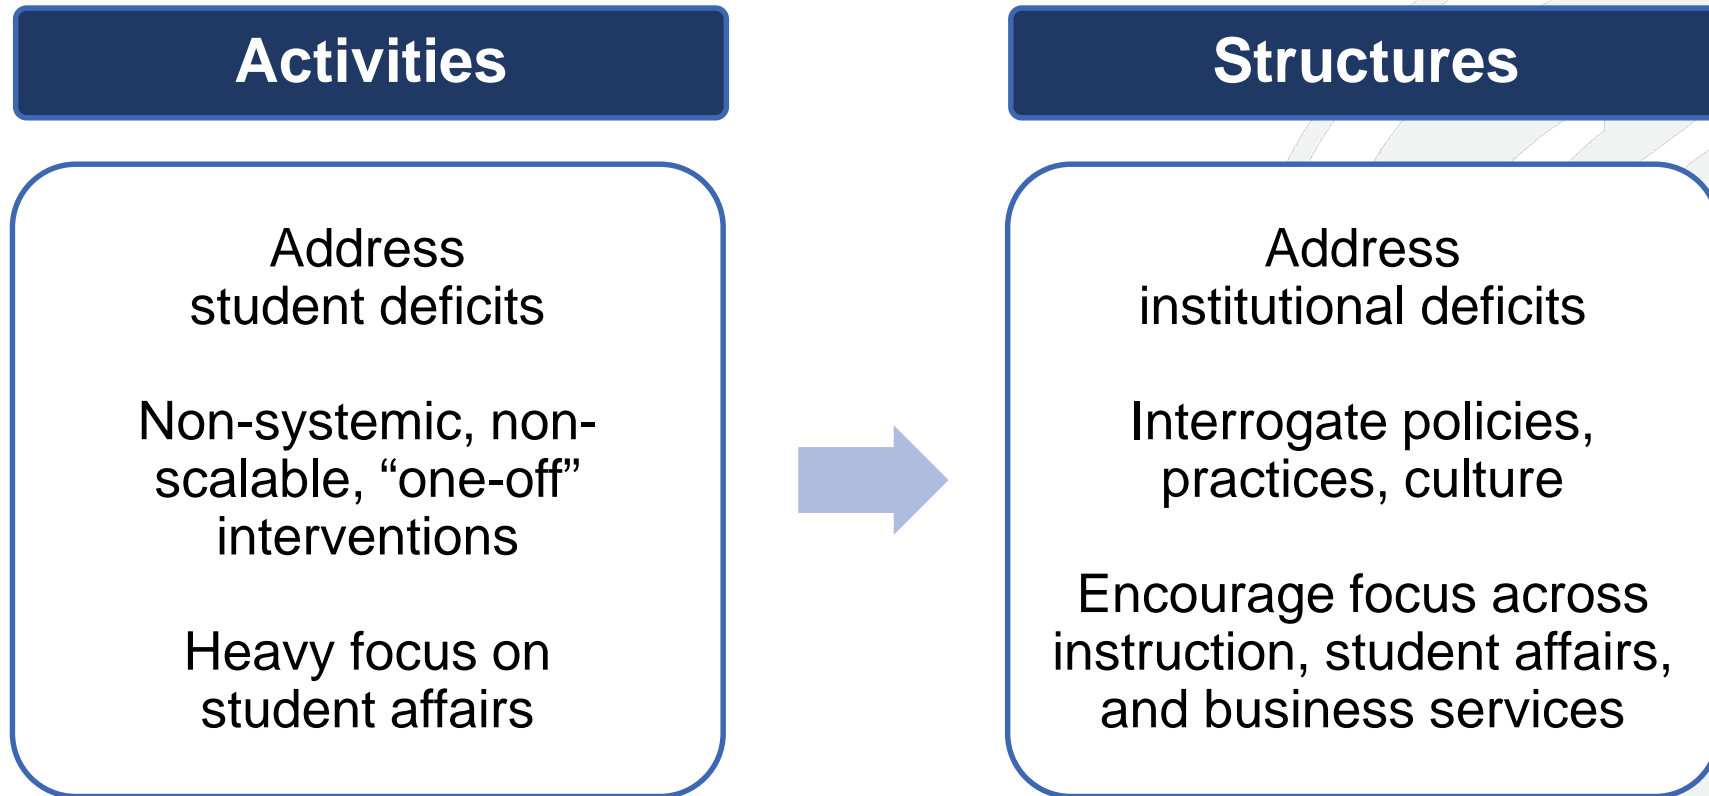 Activities
Address
student deficits
Non-systemic, non-
scalable, “one-off”
interventions
Heavy focus on
student affairs
Structures
Address
institutional deficits
Interrogate policies,
practices, culture
Encourage focus across
instruction, student affairs,
and business services